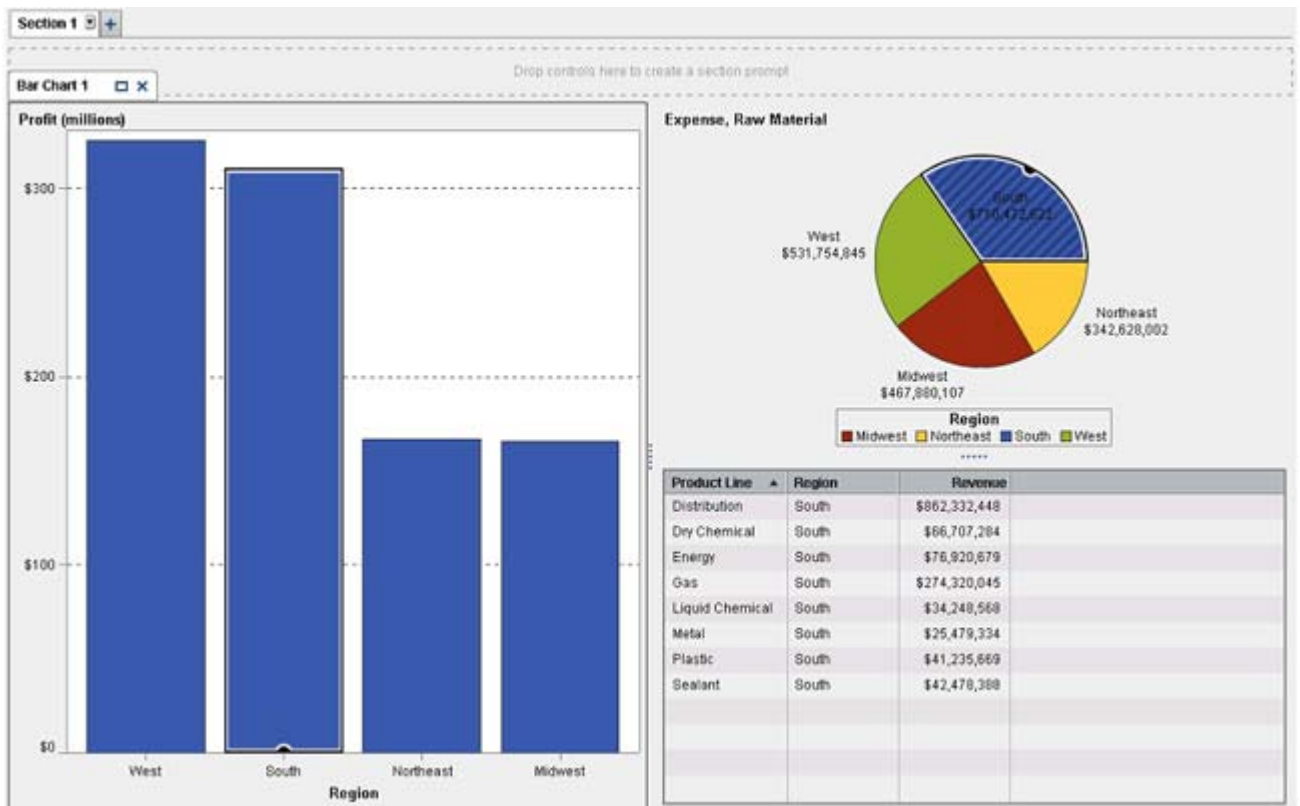 Section 1
Drop controls here to create a section prompt
Bar Chart 1
Profit (millions)
$300
$200
$100
$0
West South Northeast Midwest
Region
Expense, Raw Material
South
West
$531,754,845
Northeast
$342,628,002
Midwest
$467,880,107
Region
Midwest Northeast South West
Product Line Region Revenue
Distribution South $862,332,448
Dry Chemical South $66,707,284
Energy South $76,920,679
Gas South $274,320,045
Liquid Chemical South $34,248,568
Metal South $25,479,334
Plastic South $41,235,669
Sealant South $42,478,388